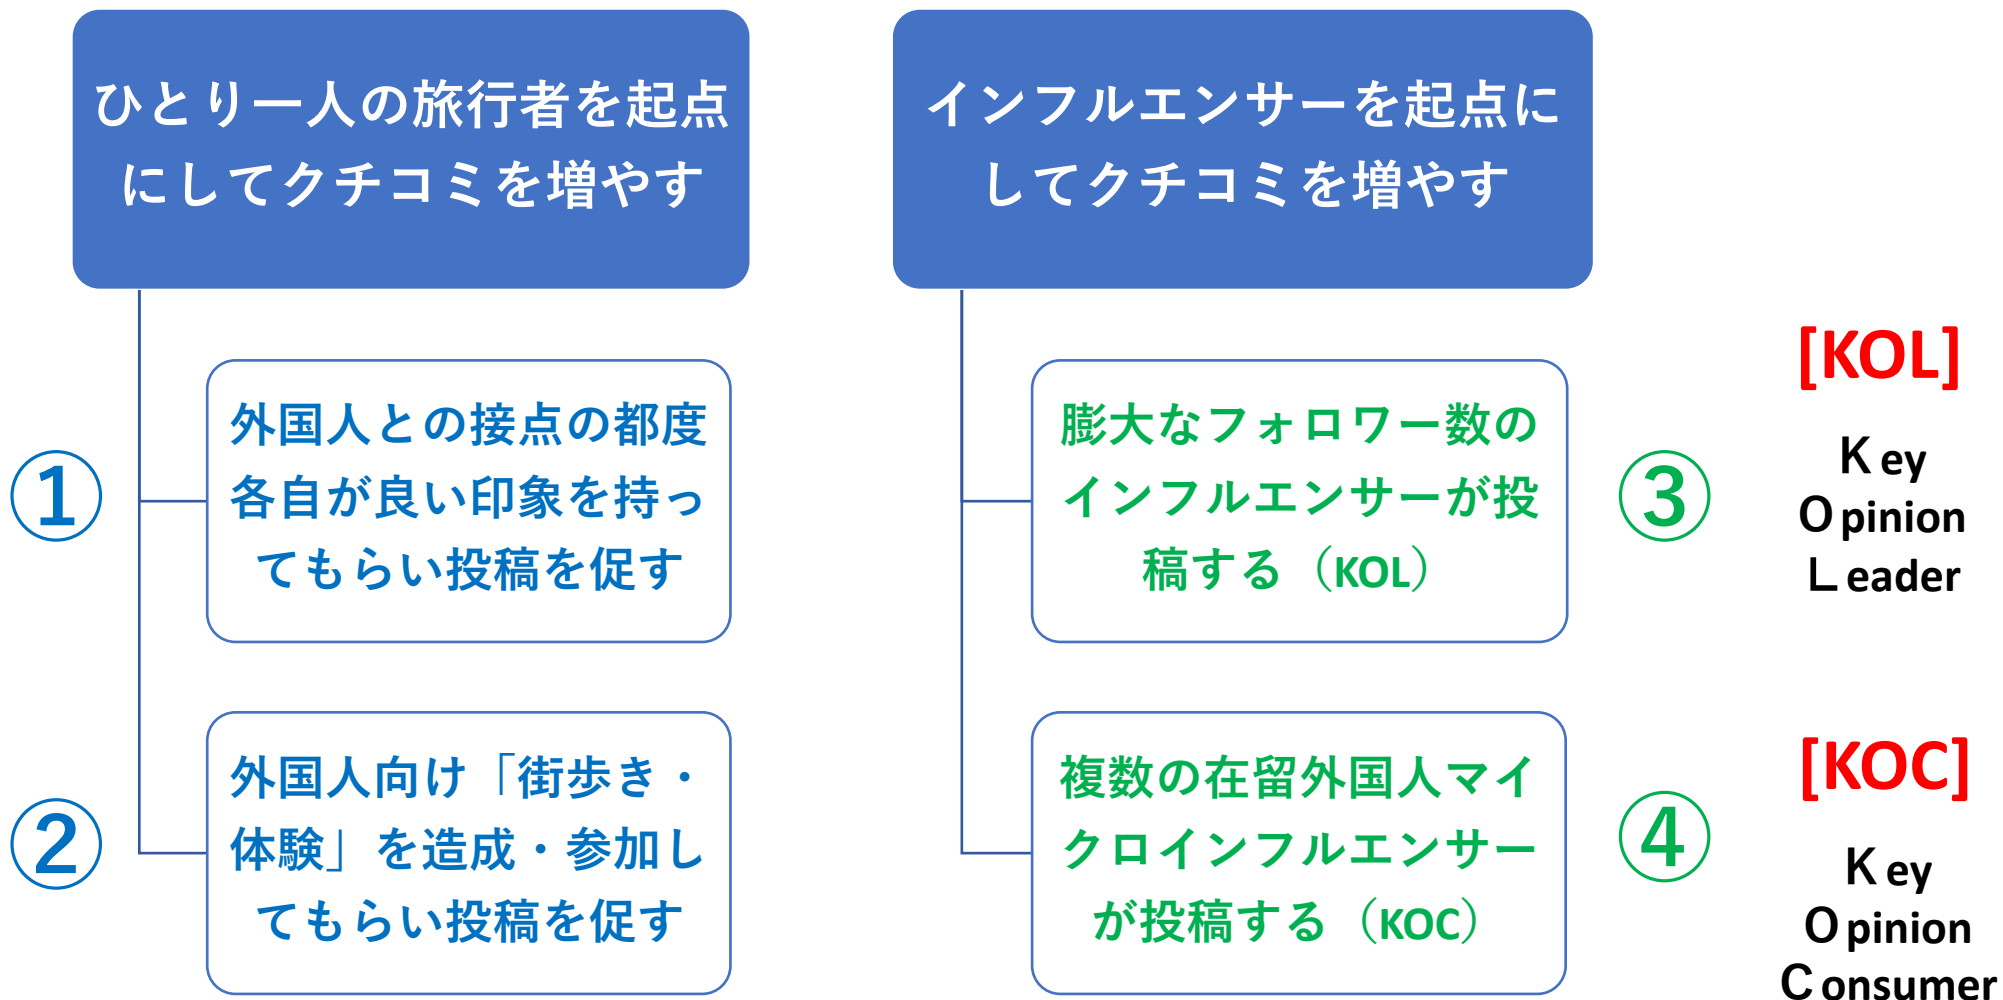 ひとり一人の旅行者を起点
にしてクチコミを増やす
①
外国人との接点の都度
各自が良い印象を持っ
てもらい投稿を促す
②
外国人向け「街歩き・
体験」を造成・参加し
てもらい投稿を促す
インフルエンサーを起点に
してクチコミを増やす
膨大なフォロワー数の
インフルエンサーが投
稿する（KOL）
③
[KOL]
Key
Opinion
Leader
複数の在留外国人マイ
クロインフルエンサー
が投稿する（KOC）
④
[KOC]
Key
Opinion
Consumer